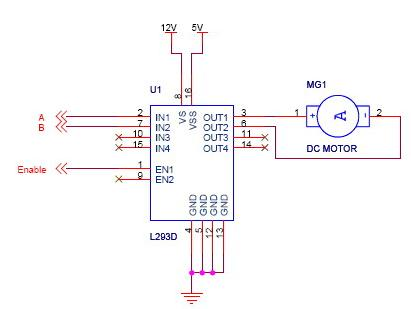 12V 5V
U1
8 16
VS VSS
A 2 IN1 OUT1 3
B 7 IN2 OUT2 6
10 IN3 OUT3 11
15 IN4 OUT4 14
Enable 1 EN1
9 EN2
GND GND GND GND
4 5 12 13
L293D
MG1
1 + A - 2
DC MOTOR